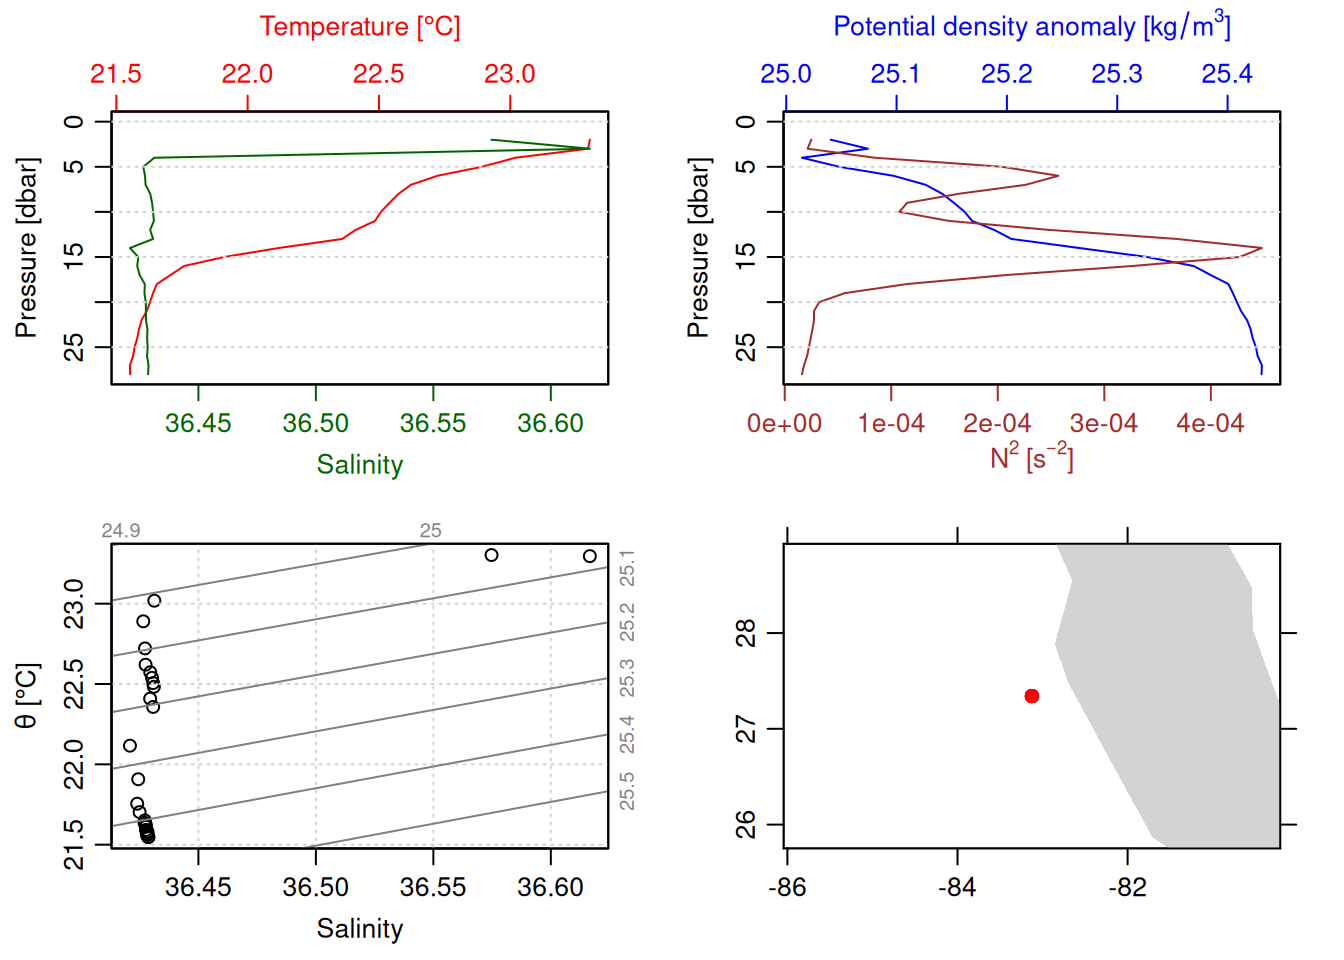 Temperature [°C]
21.5 22.0 22.5 23.0
Pressure [dbar]
0 5 15 25
36.45 36.50 36.55 36.60
Salinity
Potential density anomaly [kg/m³]
25.0 25.1 25.2 25.3 25.4
Pressure [dbar]
0 5 15 25
0e+00 1e-04 2e-04 3e-04 4e-04
N² [s⁻²]
24.9 25
25.1 25.2 25.3 25.4 25.5
θ [°C]
23.0 22.5 22.0 21.5
36.45 36.50 36.55 36.60
Salinity
28 27 26
-86 -84 -82